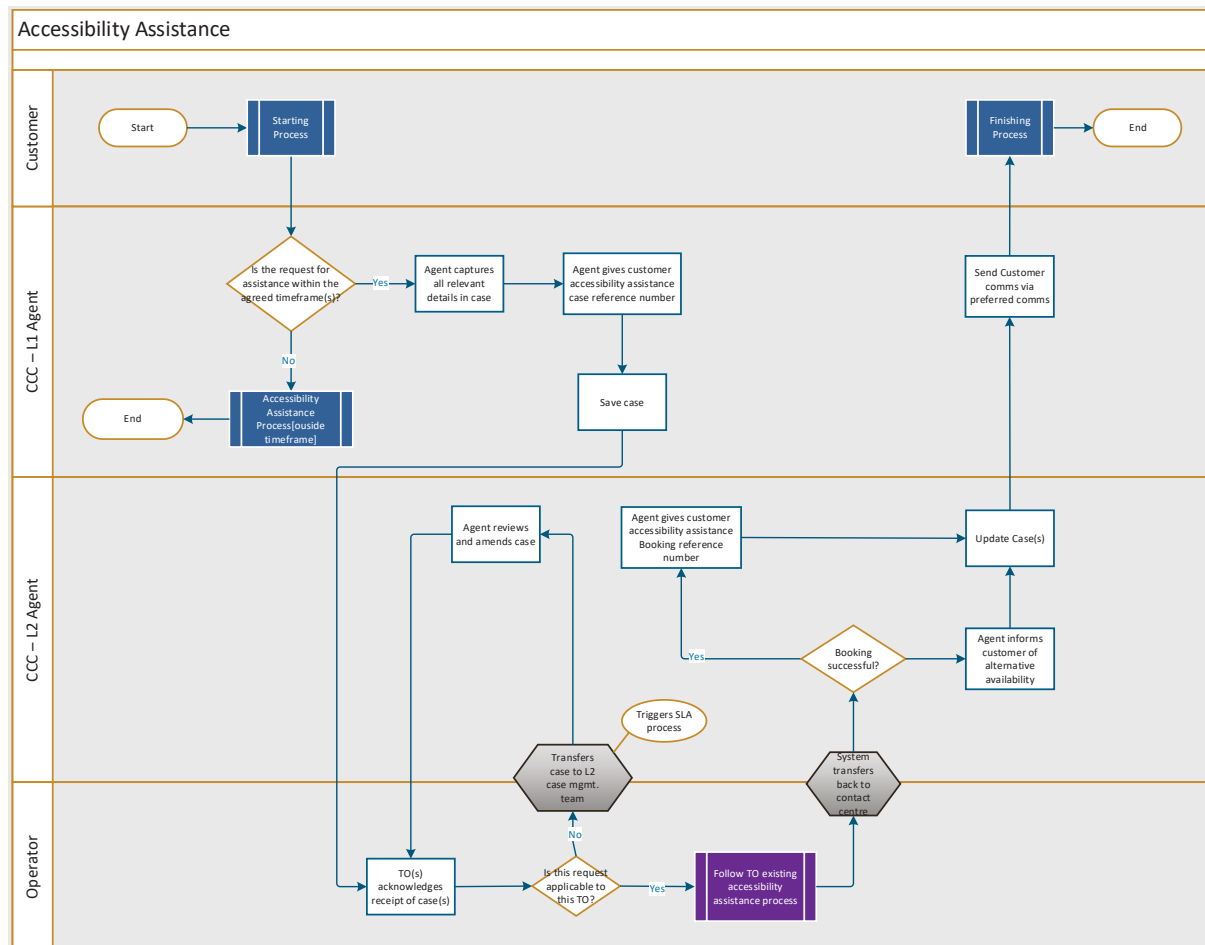 Accessibility Assistance
Customer
Start
Starting
Process
Finishing
Process
End
CCC – L1 Agent
Is the request for
assistance within the
agreed timeframe(s)?
Yes
Agent captures
all relevant
details in case
Agent gives customer
accessibility assistance
case reference number
Send Customer
comms via
preferred comms
No
Save case
End
Accessibility
Assistance
Process[ouside
timeframe]
CCC – L2 Agent
Agent reviews
and amends case
Agent gives customer
accessibility assistance
Booking reference
number
Update Case(s)
Yes
Booking
successful?
Agent informs
customer of
alternative
availability
Triggers SLA
process
Transfers
case to L2
case mgmt.
team
System
transfers
back to
contact
centre
Operator
No
TO(s)
acknowledges
receipt of case(s)
Is this request
applicable to
this TO?
Yes
Follow TO existing
accessibility
assistance process